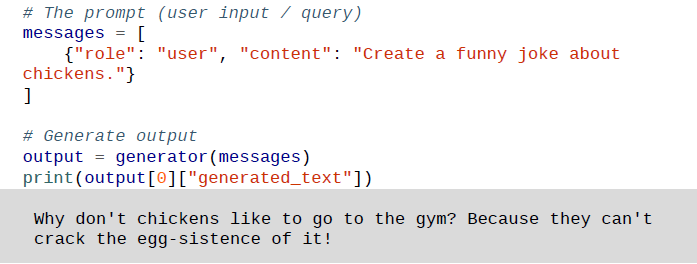 # The prompt (user input / query)
messages = [
    {"role": "user", "content": "Create a funny joke about
chickens."}
]
# Generate output
output = generator(messages)
print(output[0]["generated_text"])
Why don't chickens like to go to the gym? Because they can't
crack the egg-sistence of it!